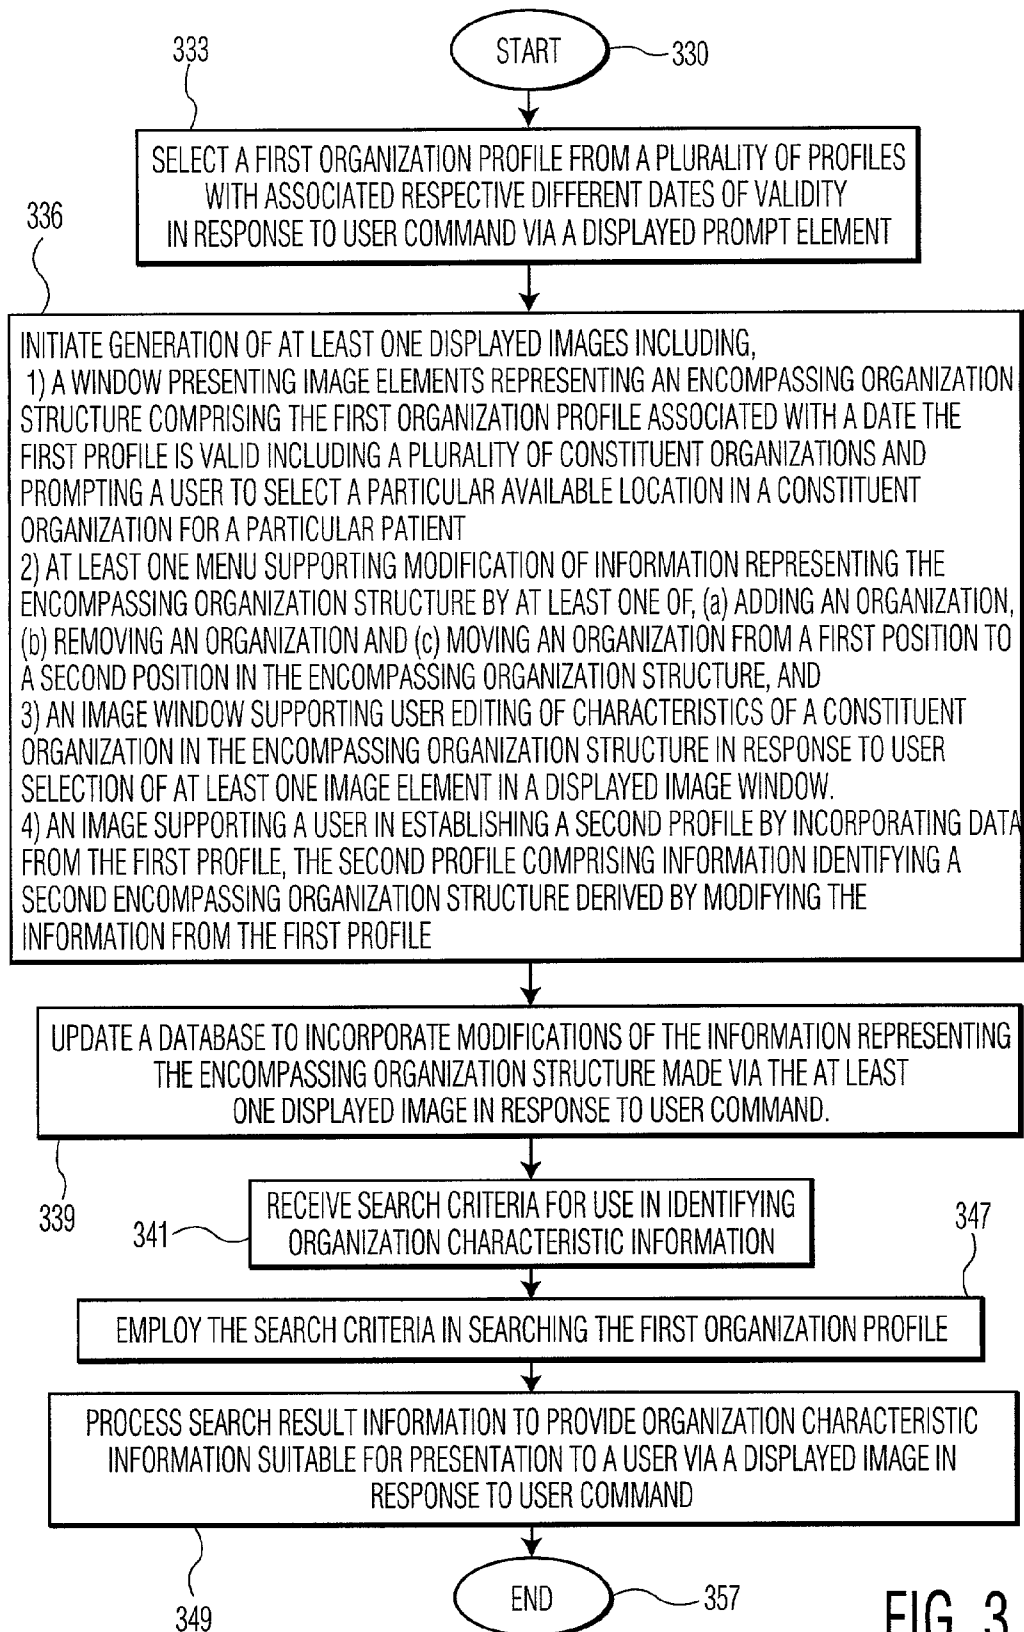 START
330
333
SELECT A FIRST ORGANIZATION PROFILE FROM A PLURALITY OF PROFILES
WITH ASSOCIATED RESPECTIVE DIFFERENT DATES OF VALIDITY
IN RESPONSE TO USER COMMAND VIA A DISPLAYED PROMPT ELEMENT
336
INITIATE GENERATION OF AT LEAST ONE DISPLAYED IMAGES INCLUDING,
1) A WINDOW PRESENTING IMAGE ELEMENTS REPRESENTING AN ENCOMPASSING ORGANIZATION
STRUCTURE COMPRISING THE FIRST ORGANIZATION PROFILE ASSOCIATED WITH A DATE THE
FIRST PROFILE IS VALID INCLUDING A PLURALITY OF CONSTITUENT ORGANIZATIONS AND
PROMPTING A USER TO SELECT A PARTICULAR AVAILABLE LOCATION IN A CONSTITUENT
ORGANIZATION FOR A PARTICULAR PATIENT
2) AT LEAST ONE MENU SUPPORTING MODIFICATION OF INFORMATION REPRESENTING THE
ENCOMPASSING ORGANIZATION STRUCTURE BY AT LEAST ONE OF, (a) ADDING AN ORGANIZATION,
(b) REMOVING AN ORGANIZATION AND (c) MOVING AN ORGANIZATION FROM A FIRST POSITION TO
A SECOND POSITION IN THE ENCOMPASSING ORGANIZATION STRUCTURE, AND
3) AN IMAGE WINDOW SUPPORTING USER EDITING OF CHARACTERISTICS OF A CONSTITUENT
ORGANIZATION IN THE ENCOMPASSING ORGANIZATION STRUCTURE IN RESPONSE TO USER
SELECTION OF AT LEAST ONE IMAGE ELEMENT IN A DISPLAYED IMAGE WINDOW.
4) AN IMAGE SUPPORTING A USER IN ESTABLISHING A SECOND PROFILE BY INCORPORATING DATA
FROM THE FIRST PROFILE, THE SECOND PROFILE COMPRISING INFORMATION IDENTIFYING A
SECOND ENCOMPASSING ORGANIZATION STRUCTURE DERIVED BY MODIFYING THE
INFORMATION FROM THE FIRST PROFILE
UPDATE A DATABASE TO INCORPORATE MODIFICATIONS OF THE INFORMATION REPRESENTING
THE ENCOMPASSING ORGANIZATION STRUCTURE MADE VIA THE AT LEAST
ONE DISPLAYED IMAGE IN RESPONSE TO USER COMMAND.
339
341
RECEIVE SEARCH CRITERIA FOR USE IN IDENTIFYING
ORGANIZATION CHARACTERISTIC INFORMATION
347
EMPLOY THE SEARCH CRITERIA IN SEARCHING THE FIRST ORGANIZATION PROFILE
PROCESS SEARCH RESULT INFORMATION TO PROVIDE ORGANIZATION CHARACTERISTIC
INFORMATION SUITABLE FOR PRESENTATION TO A USER VIA A DISPLAYED IMAGE IN
RESPONSE TO USER COMMAND
349
END
357
FIG. 3